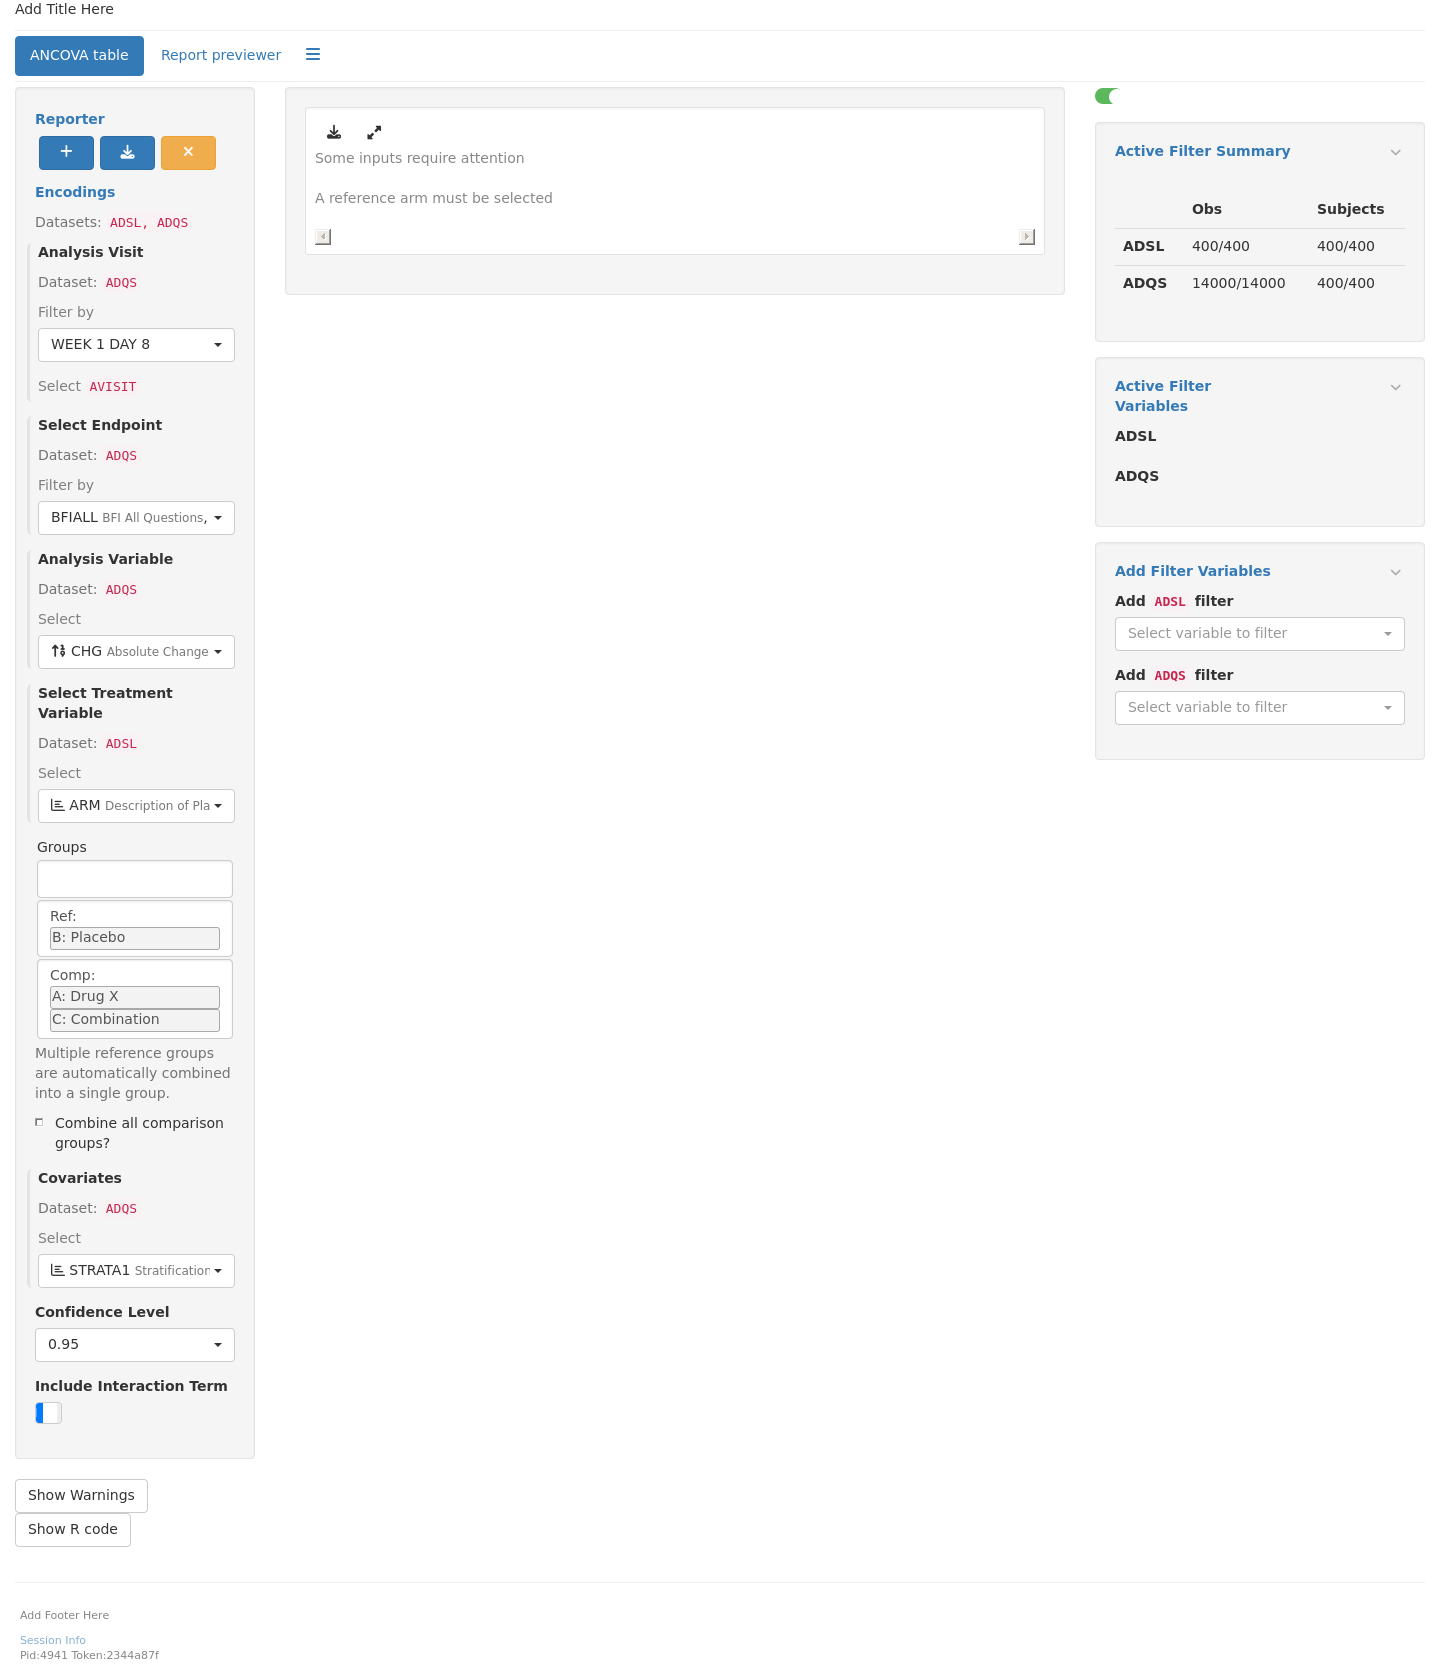 Add Title Here
ANCOVA table
Report previewer
Reporter
Encodings
Datasets: ADSL, ADQS
Analysis Visit
Dataset: ADQS
Filter by
WEEK 1 DAY 8
Select AVISIT
Select Endpoint
Dataset: ADQS
Filter by
BFIALL BFI All Questions,
Analysis Variable
Dataset: ADQS
Select
CHG Absolute Change
Select Treatment
Variable
Dataset: ADSL
Select
ARM Description of Pla
Groups
Ref:
B: Placebo
Comp:
A: Drug X
C: Combination
Multiple reference groups
are automatically combined
into a single group.
Combine all comparison
groups?
Covariates
Dataset: ADQS
Select
STRATA1 Stratification
Confidence Level
0.95
Include Interaction Term
Show Warnings
Show R code
Some inputs require attention
A reference arm must be selected
Active Filter Summary
Obs Subjects
ADSL 400/400 400/400
ADQS 14000/14000 400/400
Active Filter
Variables
ADSL
ADQS
Add Filter Variables
Add ADSL filter
Select variable to filter
Add ADQS filter
Select variable to filter
Add Footer Here
Session Info
Pid:4941 Token:2344a87f